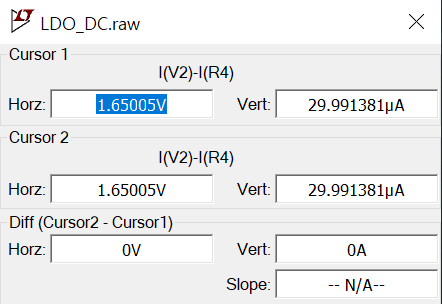 LDO_DC.raw
Cursor 1
I(V2)-I(R4)
Horz: 1.65005V Vert: 29.991381µA
Cursor 2
I(V2)-I(R4)
Horz: 1.65005V Vert: 29.991381µA
Diff (Cursor2 - Cursor1)
Horz: 0V Vert: 0A
Slope: -- N/A--